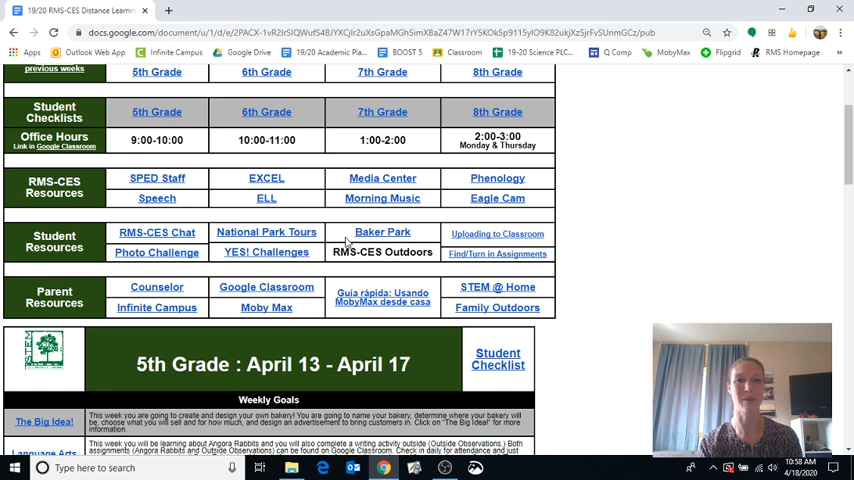 19/20 RMS-CES Distance Learnin
docs.google.com/document/u/1/d/e/2PACX-1vR2lrSIQWufS4BJYXCjIr2uXsGpaMGh5imXBaZ47W17rY5KOk5p9115yIO9K82ukjXz5jrFvSUnmGCz/pub
Apps Outlook Web App Infinite Campus Google Drive 19/20 Academic Pla... BOOST 5 Classroom 19-20 Science PLC... Q Comp MobyMax Flipgrid RMS Homepage »
previous weeks 5th Grade 6th Grade 7th Grade 8th Grade
Student Checklists 5th Grade 6th Grade 7th Grade 8th Grade
Office Hours 9:00-10:00 10:00-11:00 1:00-2:00 2:00-3:00
Link in Google Classroom Monday & Thursday
RMS-CES Resources SPED Staff EXCEL Media Center Phenology
Speech ELL Morning Music Eagle Cam
Student Resources RMS-CES Chat National Park Tours Baker Park Uploading to Classroom
Photo Challenge YES! Challenges RMS-CES Outdoors Find/Turn in Assignments
Parent Resources Counselor Google Classroom Guía rápida: Usando MobyMax desde casa STEM @ Home
Infinite Campus Moby Max Family Outdoors
STEM 5th Grade : April 13 - April 17 Student Checklist
Weekly Goals
The Big Idea! This week you are going to create and design your own bakery! You are going to name your bakery, determine where your bakery will
be, choose what you will sell and for how much, and design an advertisement to bring customers in. Click on "The Big Idea!" for more
information.
Language Arts This week you will be learning about Angora Rabbits and you will also complete a writing activity outside (Outside Observations.) Both
assignments (Angora Rabbits and Outside Observations) can be found on Google Classroom. Check in daily for attendance and just
Type here to search
10:58 AM
4/18/2020